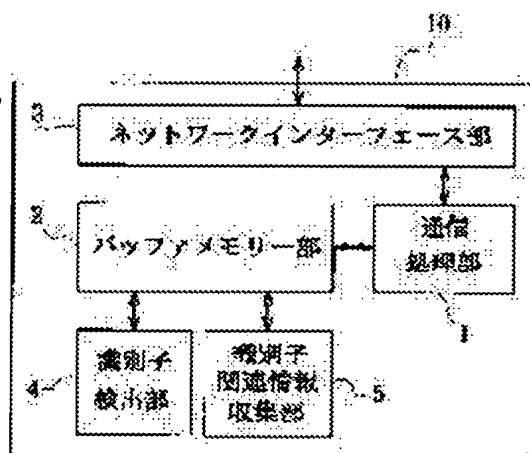 10
3
ネットワークインターフェース部
2
バッファメモリー部
通信
処理部
1
4
識別子
検出部
識別子
関連情報
収集部
5